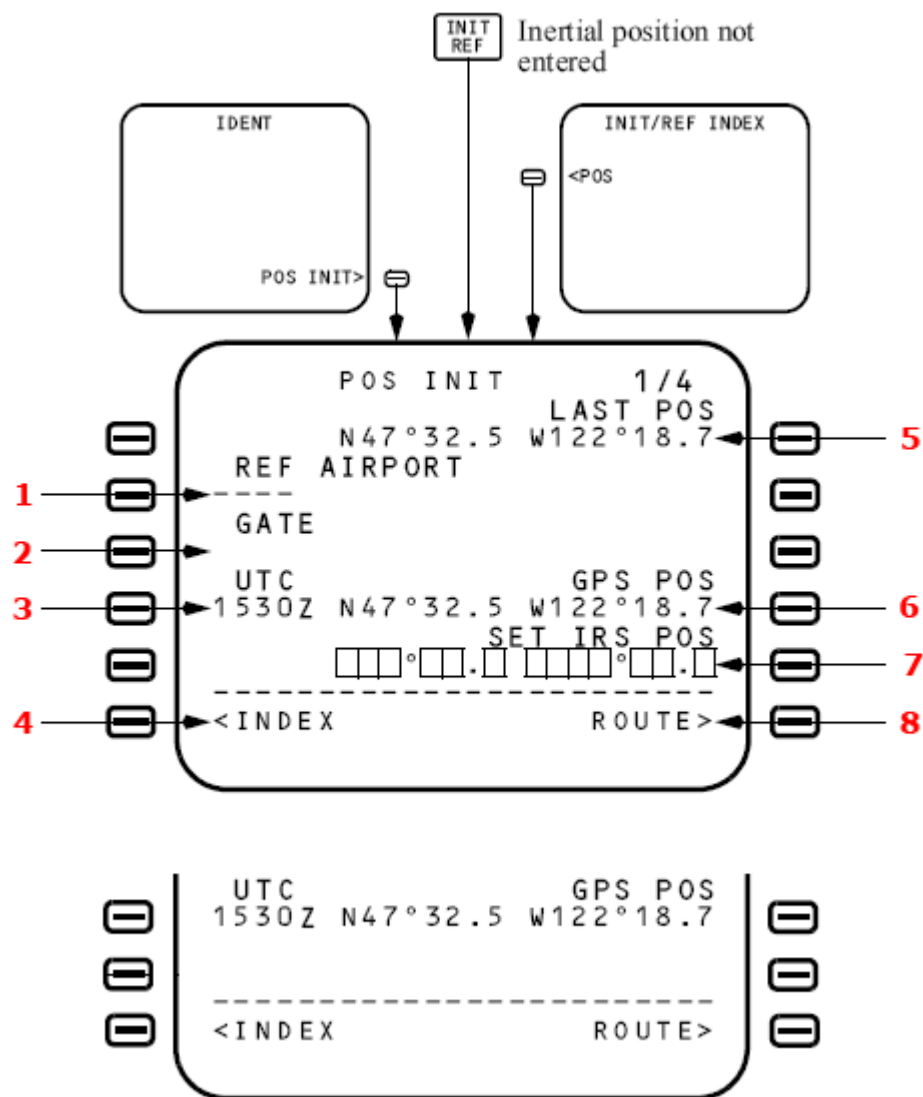 INIT
REF
Inertial position not
entered
IDENT
POS INIT>
INIT/REF INDEX
<POS
POS INIT 1/4
LAST POS
N47°32.5 W122°18.7
5
REF AIRPORT
1 ----
GATE
2
UTC GPS POS
3 1530Z N47°32.5 W122°18.7 6
SET IRS POS
□□□°□□.□ □□□□°□□.□ 7
------------------------
4 <INDEX ROUTE> 8
UTC GPS POS
1530Z N47°32.5 W122°18.7
------------------------
<INDEX ROUTE>